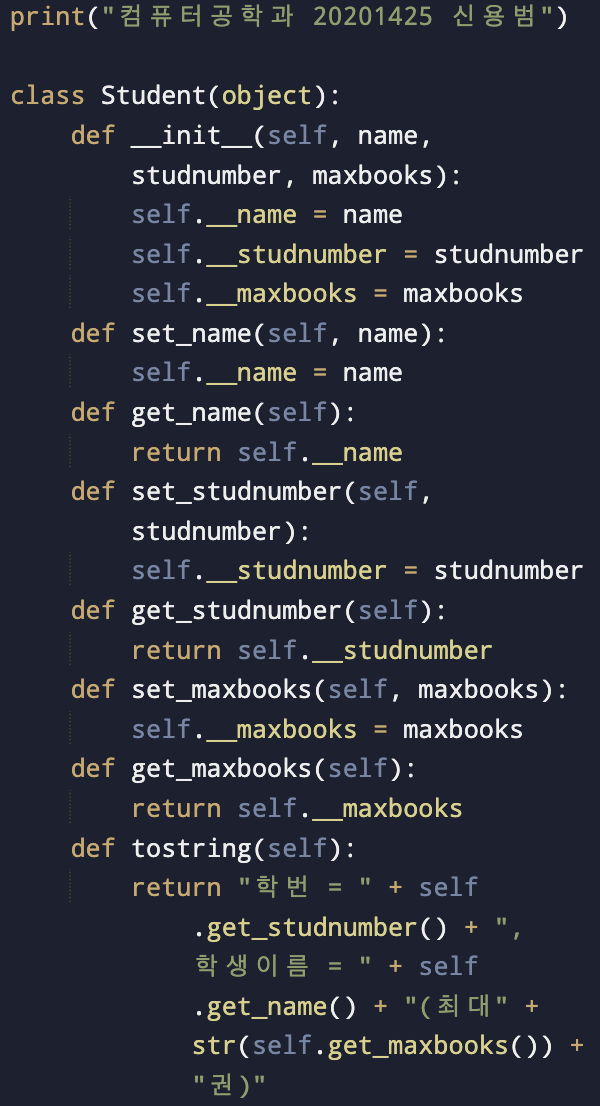 print("컴퓨터공학과 20201425 신용범")
class Student(object):
def __init__(self, name,
studnumber, maxbooks):
self.__name = name
self.__studnumber = studnumber
self.__maxbooks = maxbooks
def set_name(self, name):
self.__name = name
def get_name(self):
return self.__name
def set_studnumber(self,
studnumber):
self.__studnumber = studnumber
def get_studnumber(self):
return self.__studnumber
def set_maxbooks(self, maxbooks):
self.__maxbooks = maxbooks
def get_maxbooks(self):
return self.__maxbooks
def tostring(self):
return "학번 = " + self
.get_studnumber() + ",
학생이름 = " + self
.get_name() + "(최대" +
str(self.get_maxbooks()) +
"권)"